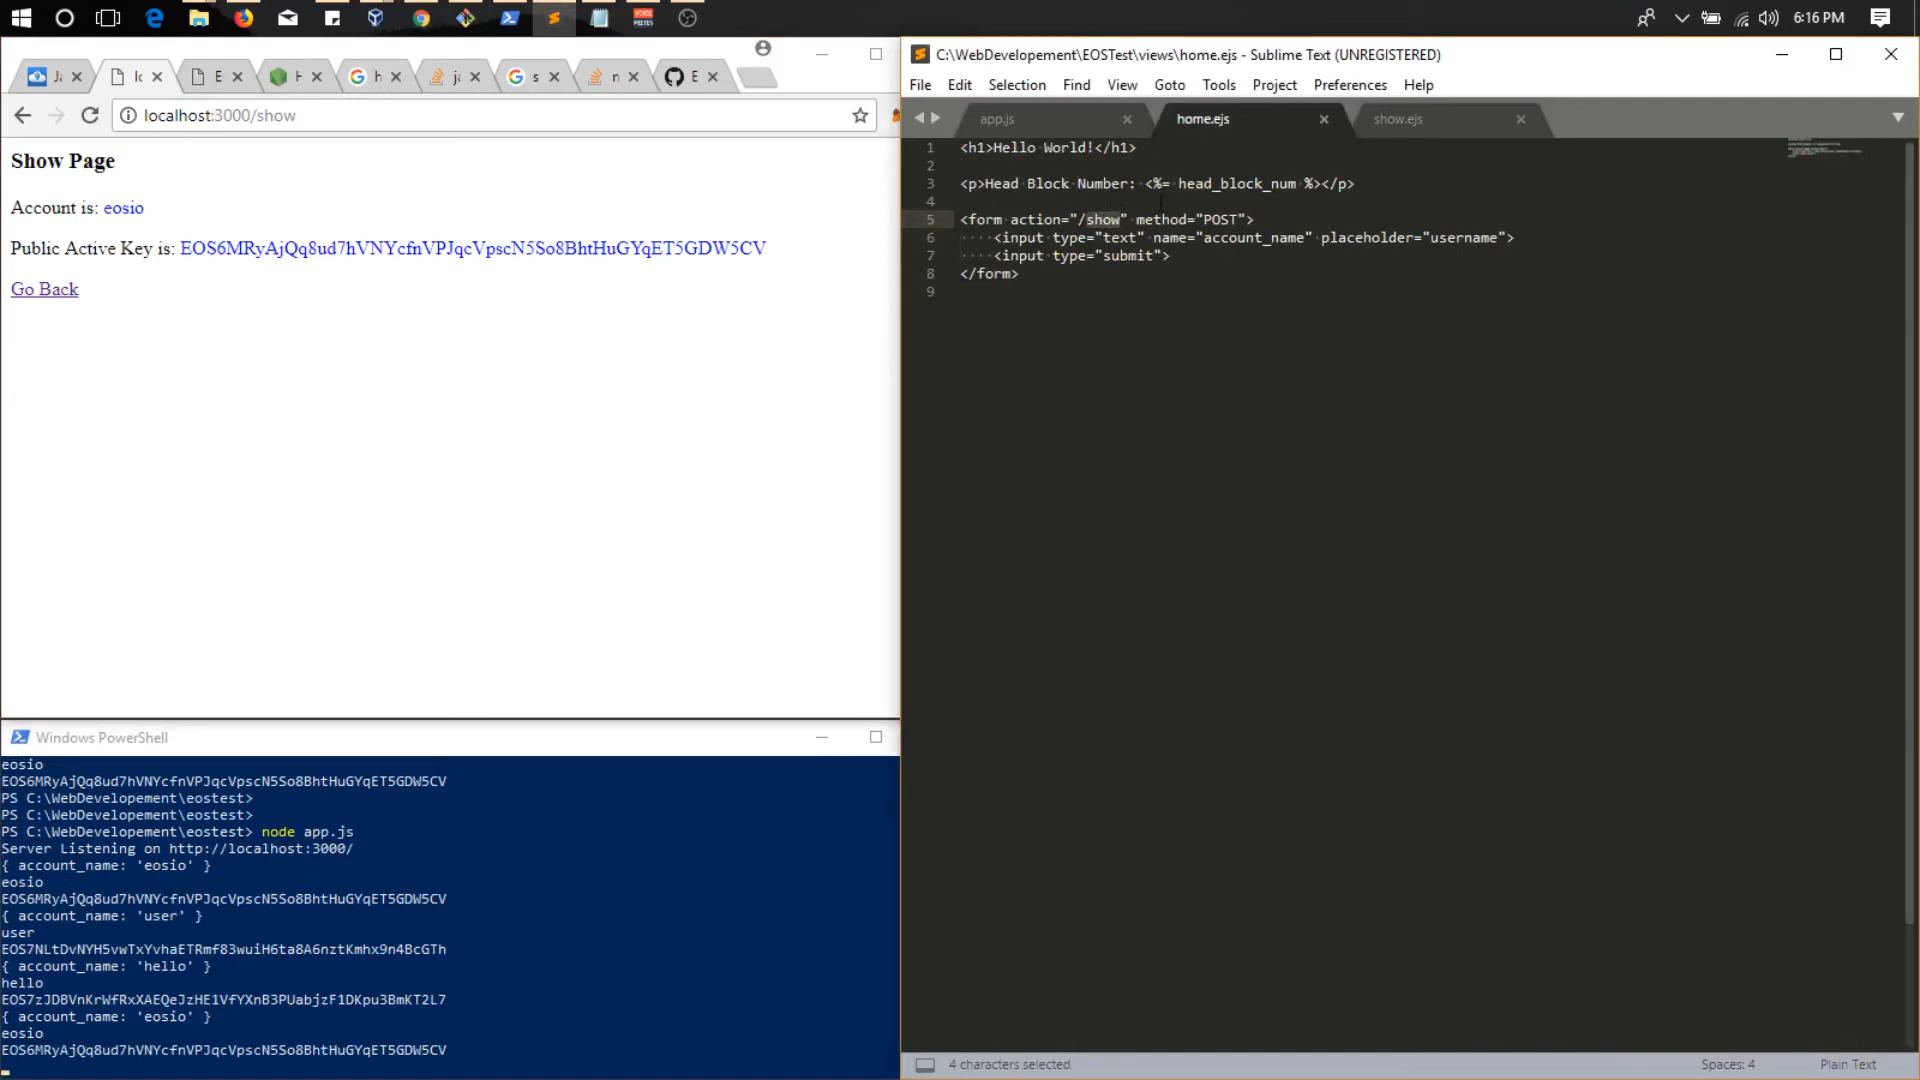 6:16 PM
J
lo
E
H
G h
ja
G s
n
E
localhost:3000/show
Show Page
Account is: eosio
Public Active Key is: EOS6MRyAjQq8ud7hVNYcfnVPJqcVpscN5So8BhtHuGYqET5GDW5CV
Go Back
Windows PowerShell
eosio
EOS6MRyAjQq8ud7hVNYcfnVPJqcVpscN5So8BhtHuGYqET5GDW5CV
PS C:\WebDevelopement\eostest>
PS C:\WebDevelopement\eostest>
PS C:\WebDevelopement\eostest> node app.js
Server Listening on http://localhost:3000/
{ account_name: 'eosio' }
eosio
EOS6MRyAjQq8ud7hVNYcfnVPJqcVpscN5So8BhtHuGYqET5GDW5CV
{ account_name: 'user' }
user
EOS7NLtDvNYH5vwTxYvhaETRmf83wuiH6ta8A6nztKmhx9n4BcGTh
{ account_name: 'hello' }
hello
EOS7zJDBVnKrWfRxXAEQeJzHE1VfYXnB3PUabjzF1DKpu3BmKT2L7
{ account_name: 'eosio' }
eosio
EOS6MRyAjQq8ud7hVNYcfnVPJqcVpscN5So8BhtHuGYqET5GDW5CV
C:\WebDevelopement\EOSTest\views\home.ejs - Sublime Text (UNREGISTERED)
File Edit Selection Find View Goto Tools Project Preferences Help
app.js home.ejs show.ejs
1 <h1>Hello World!</h1>
2
3 <p>Head Block Number: <%= head_block_num %></p>
4
5 <form action="/show" method="POST">
6 <input type="text" name="account_name" placeholder="username">
7 <input type="submit">
8 </form>
9
4 characters selected
Spaces: 4
Plain Text